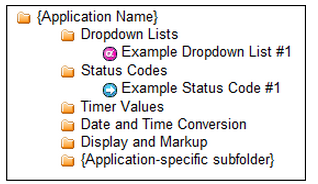 {Application Name}
Dropdown Lists
Example Dropdown List #1
Status Codes
Example Status Code #1
Timer Values
Date and Time Conversion
Display and Markup
{Application-specific subfolder}